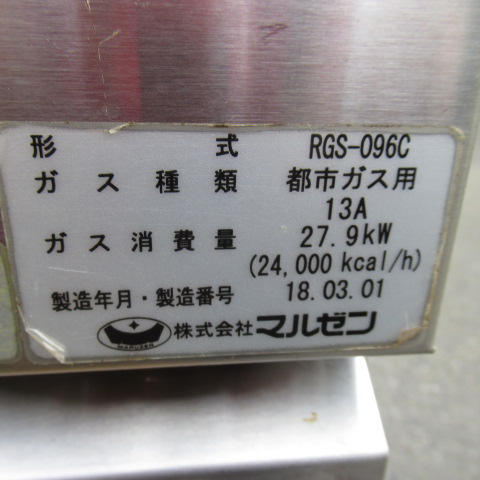 形式 RGS-096C
ガス種類 都市ガス用
13A
ガス消費量 27.9kW
(24,000 kcal/h)
製造年月・製造番号 18.03.01
MARUZEN 株式会社マルゼン